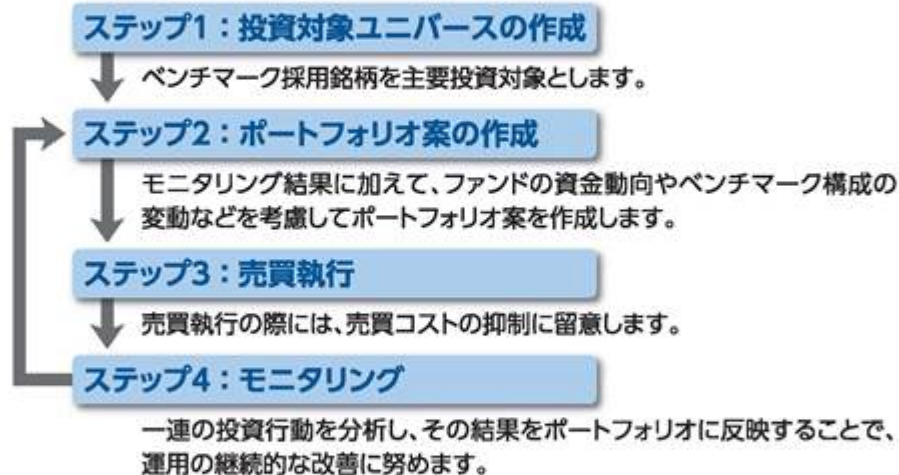 ステップ1：投資対象ユニバースの作成
ベンチマーク採用銘柄を主要投資対象とします。
ステップ2：ポートフォリオ案の作成
モニタリング結果に加えて、ファンドの資金動向やベンチマーク構成の
変動などを考慮してポートフォリオ案を作成します。
ステップ3：売買執行
売買執行の際には、売買コストの抑制に留意します。
ステップ4：モニタリング
一連の投資行動を分析し、その結果をポートフォリオに反映することで、
運用の継続的な改善に努めます。